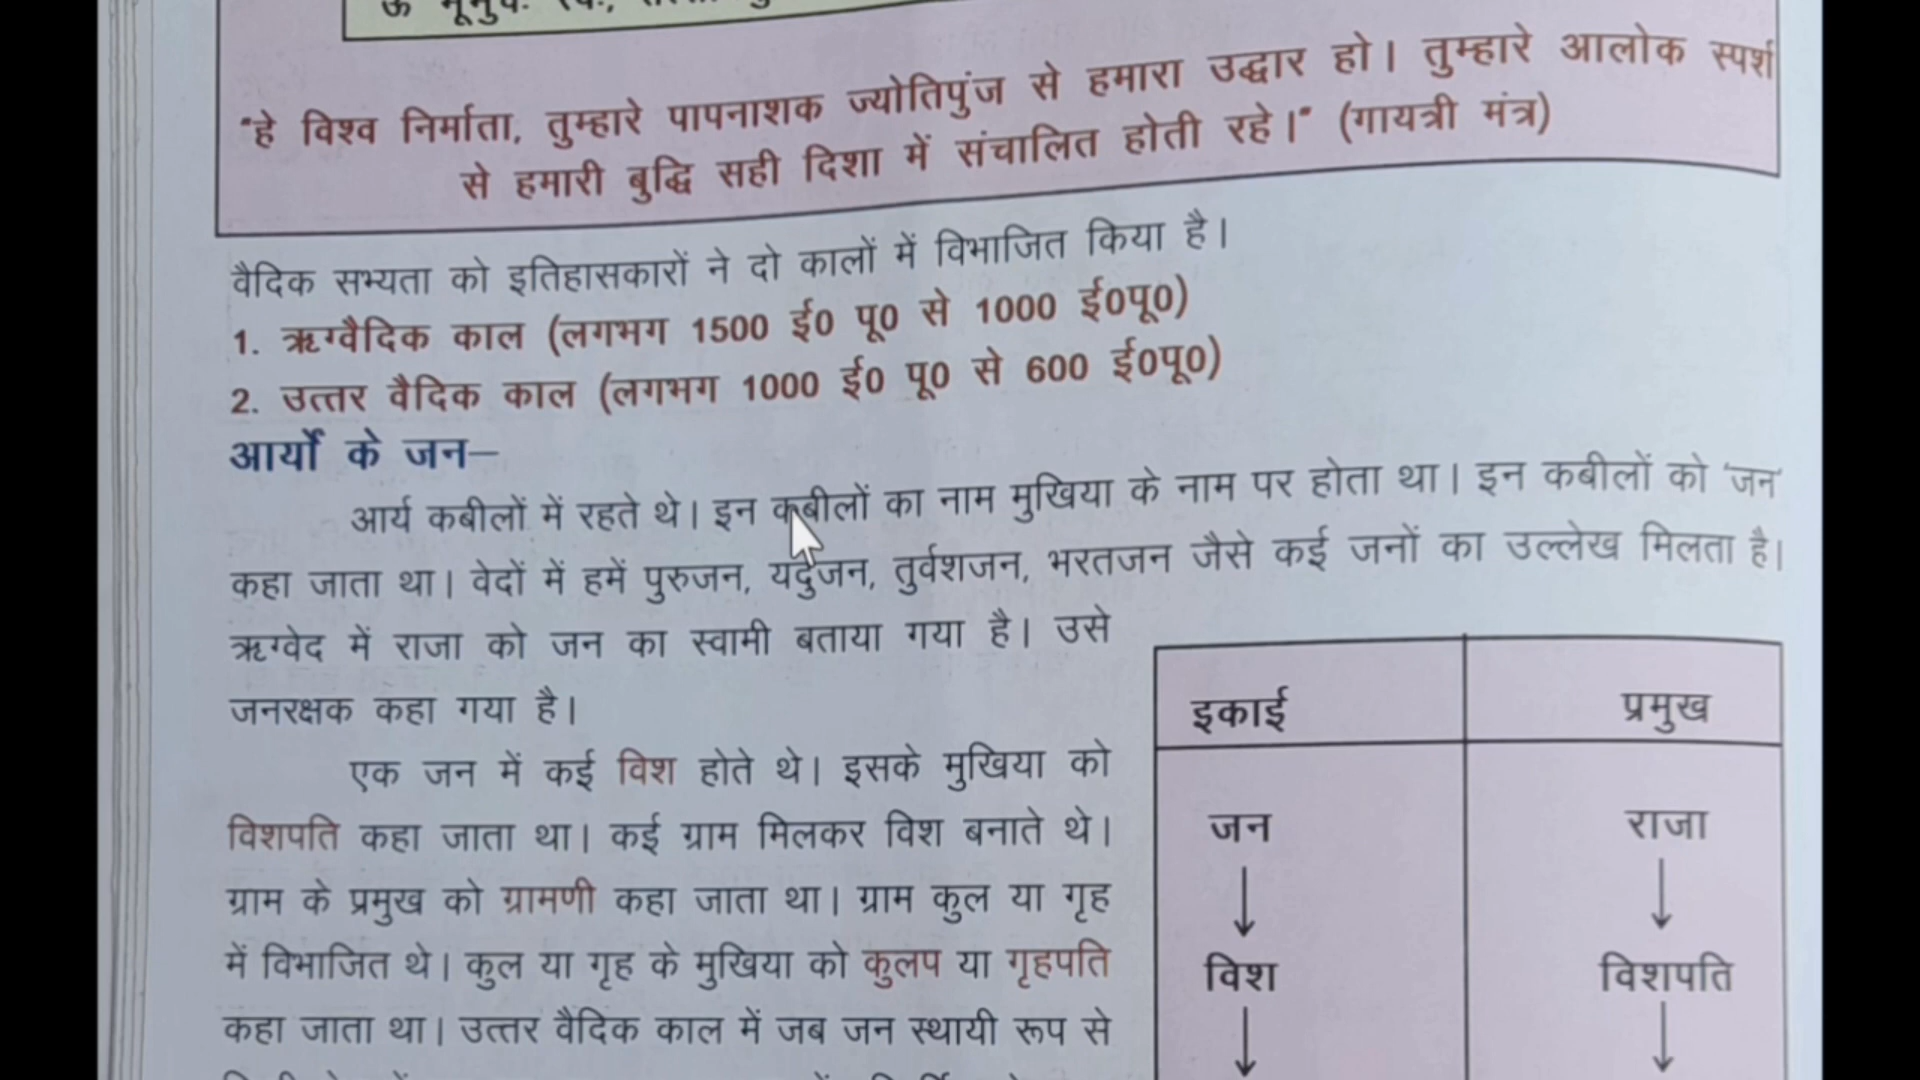 "हे विश्व निर्माता, तुम्हारे पापनाशक ज्योतिपुंज से हमारा उद्धार हो। तुम्हारे आलोक स्पर्श
से हमारी बुद्धि सही दिशा में संचालित होती रहे।" (गायत्री मंत्र)
वैदिक सभ्यता को इतिहासकारों ने दो कालों में विभाजित किया है।
1. ऋग्वैदिक काल (लगभग 1500 ई0 पू0 से 1000 ई0पू0)
2. उत्तर वैदिक काल (लगभग 1000 ई0 पू0 से 600 ई0पू0)
आर्यों के जन–
आर्य कबीलों में रहते थे। इन कबीलों का नाम मुखिया के नाम पर होता था। इन कबीलों को 'जन'
कहा जाता था। वेदों में हमें पुरुजन, यदुजन, तुर्वशजन, भरतजन जैसे कई जनों का उल्लेख मिलता है।
ऋग्वेद में राजा को जन का स्वामी बताया गया है। उसे
जनरक्षक कहा गया है।
एक जन में कई विश होते थे। इसके मुखिया को
विशपति कहा जाता था। कई ग्राम मिलकर विश बनाते थे।
ग्राम के प्रमुख को ग्रामणी कहा जाता था। ग्राम कुल या गृह
में विभाजित थे। कुल या गृह के मुखिया को कुलप या गृहपति
कहा जाता था। उत्तर वैदिक काल में जब जन स्थायी रूप से
इकाई प्रमुख
जन राजा
विश विशपति